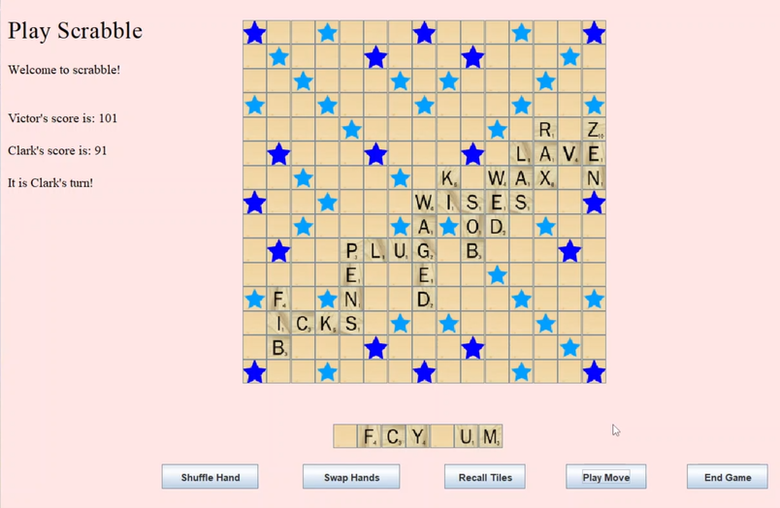 Play Scrabble
Welcome to scrabble!
Victor's score is: 101
Clark's score is: 91
It is Clark's turn!
R Z
L A V E
K W A X N
W I S E S
A O D
P L U G B
E E
F N D
I C K S
B
F C Y U M
Shuffle Hand Swap Hands Recall Tiles Play Move End Game